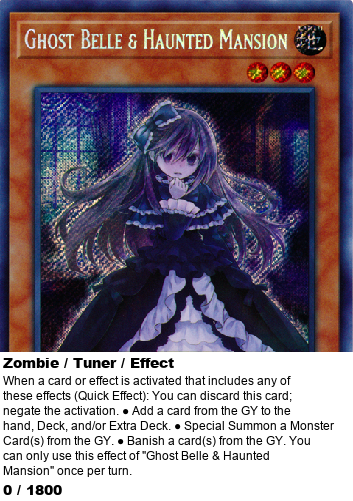 Ghost Belle & Haunted Mansion
Zombie / Tuner / Effect
When a card or effect is activated that includes any of
these effects (Quick Effect): You can discard this card;
negate the activation. ● Add a card from the GY to the
hand, Deck, and/or Extra Deck. ● Special Summon a Monster
Card(s) from the GY. ● Banish a card(s) from the GY. You
can only use this effect of "Ghost Belle & Haunted
Mansion" once per turn.
0 / 1800